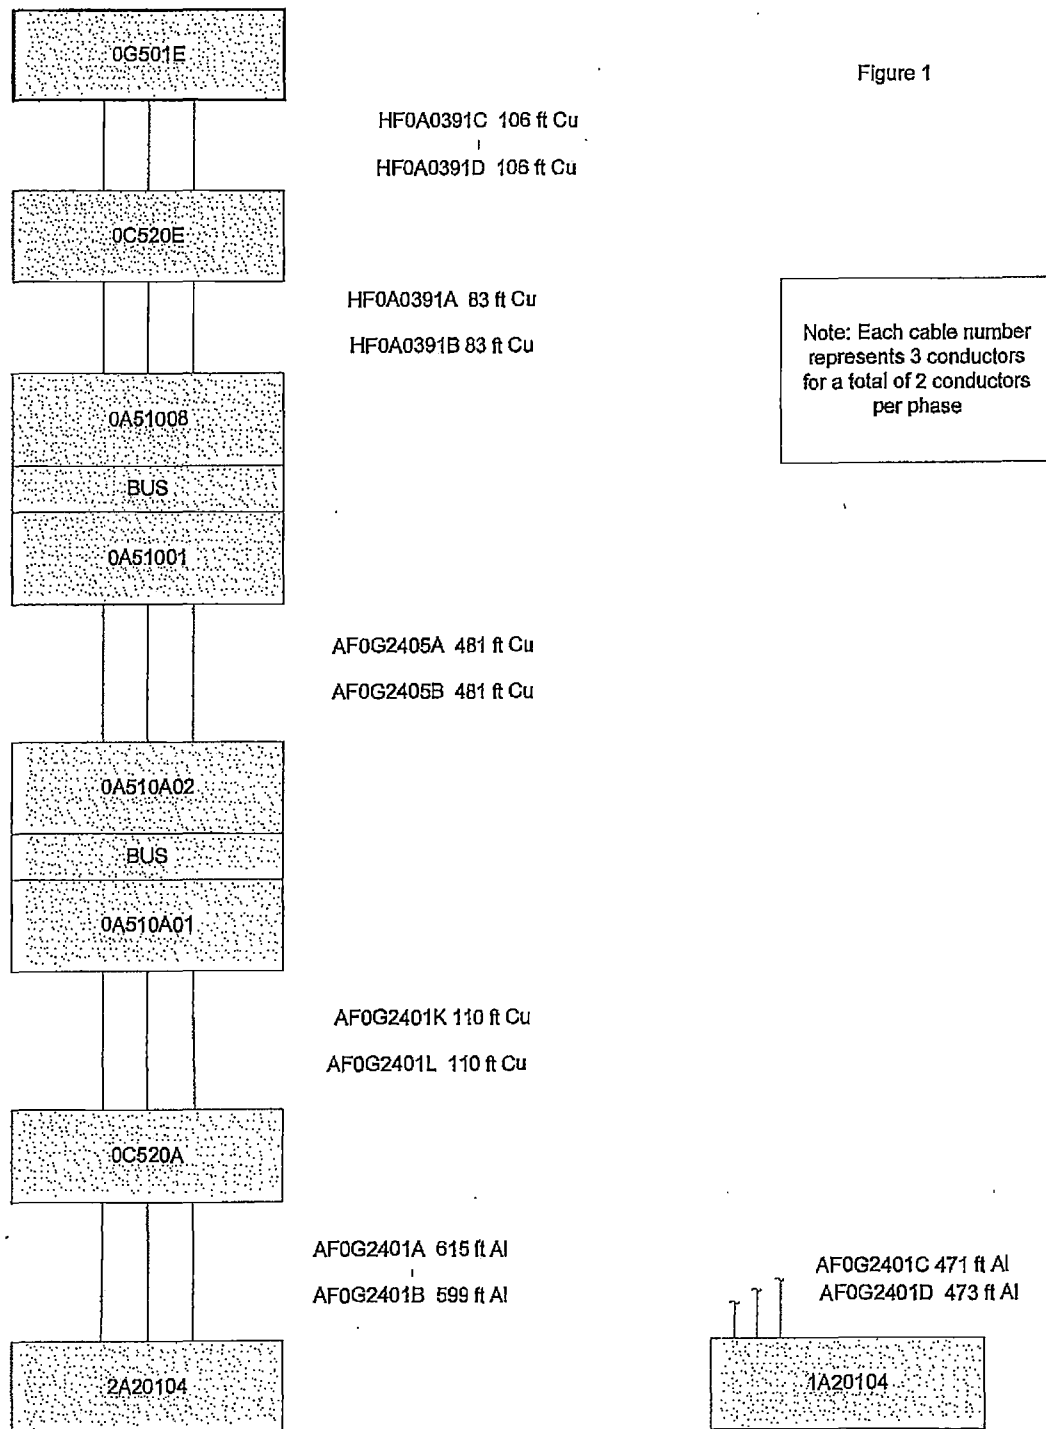 0G501E
Figure 1
HF0A0391C 106 ft Cu
HF0A0391D 106 ft Cu
0C520E
HF0A0391A 83 ft Cu
HF0A0391B 83 ft Cu
Note: Each cable number
represents 3 conductors
for a total of 2 conductors
per phase
0A51008
BUS
0A51001
AF0G2405A 481 ft Cu
AF0G2405B 481 ft Cu
0A510A02
BUS
0A510A01
AF0G2401K 110 ft Cu
AF0G2401L 110 ft Cu
0C520A
AF0G2401A 615 ft Al
AF0G2401B 599 ft Al
AF0G2401C 471 ft Al
AF0G2401D 473 ft Al
2A20104
1A20104